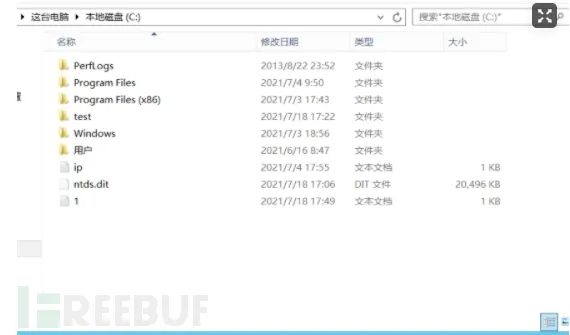 这台电脑 ▸ 本地磁盘 (C:) 搜索"本地磁盘 (C:)"
名称 修改日期 类型 大小
PerfLogs 2013/8/22 23:52 文件夹
Program Files 2021/7/4 9:50 文件夹
Program Files (x86) 2021/7/3 17:43 文件夹
test 2021/7/18 17:22 文件夹
Windows 2021/7/3 18:56 文件夹
用户 2021/6/16 8:47 文件夹
ip 2021/7/4 17:55 文本文档 1 KB
ntds.dit 2021/7/18 17:06 DIT 文件 20,496 KB
1 2021/7/18 17:49 文本文档 1 KB
FREEBUF